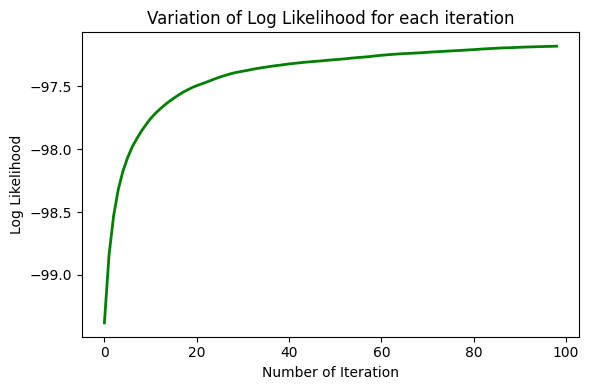 Variation of Log Likelihood for each iteration
−97.5
−98.0
−98.5
−99.0
Log Likelihood
0 20 40 60 80 100
Number of Iteration